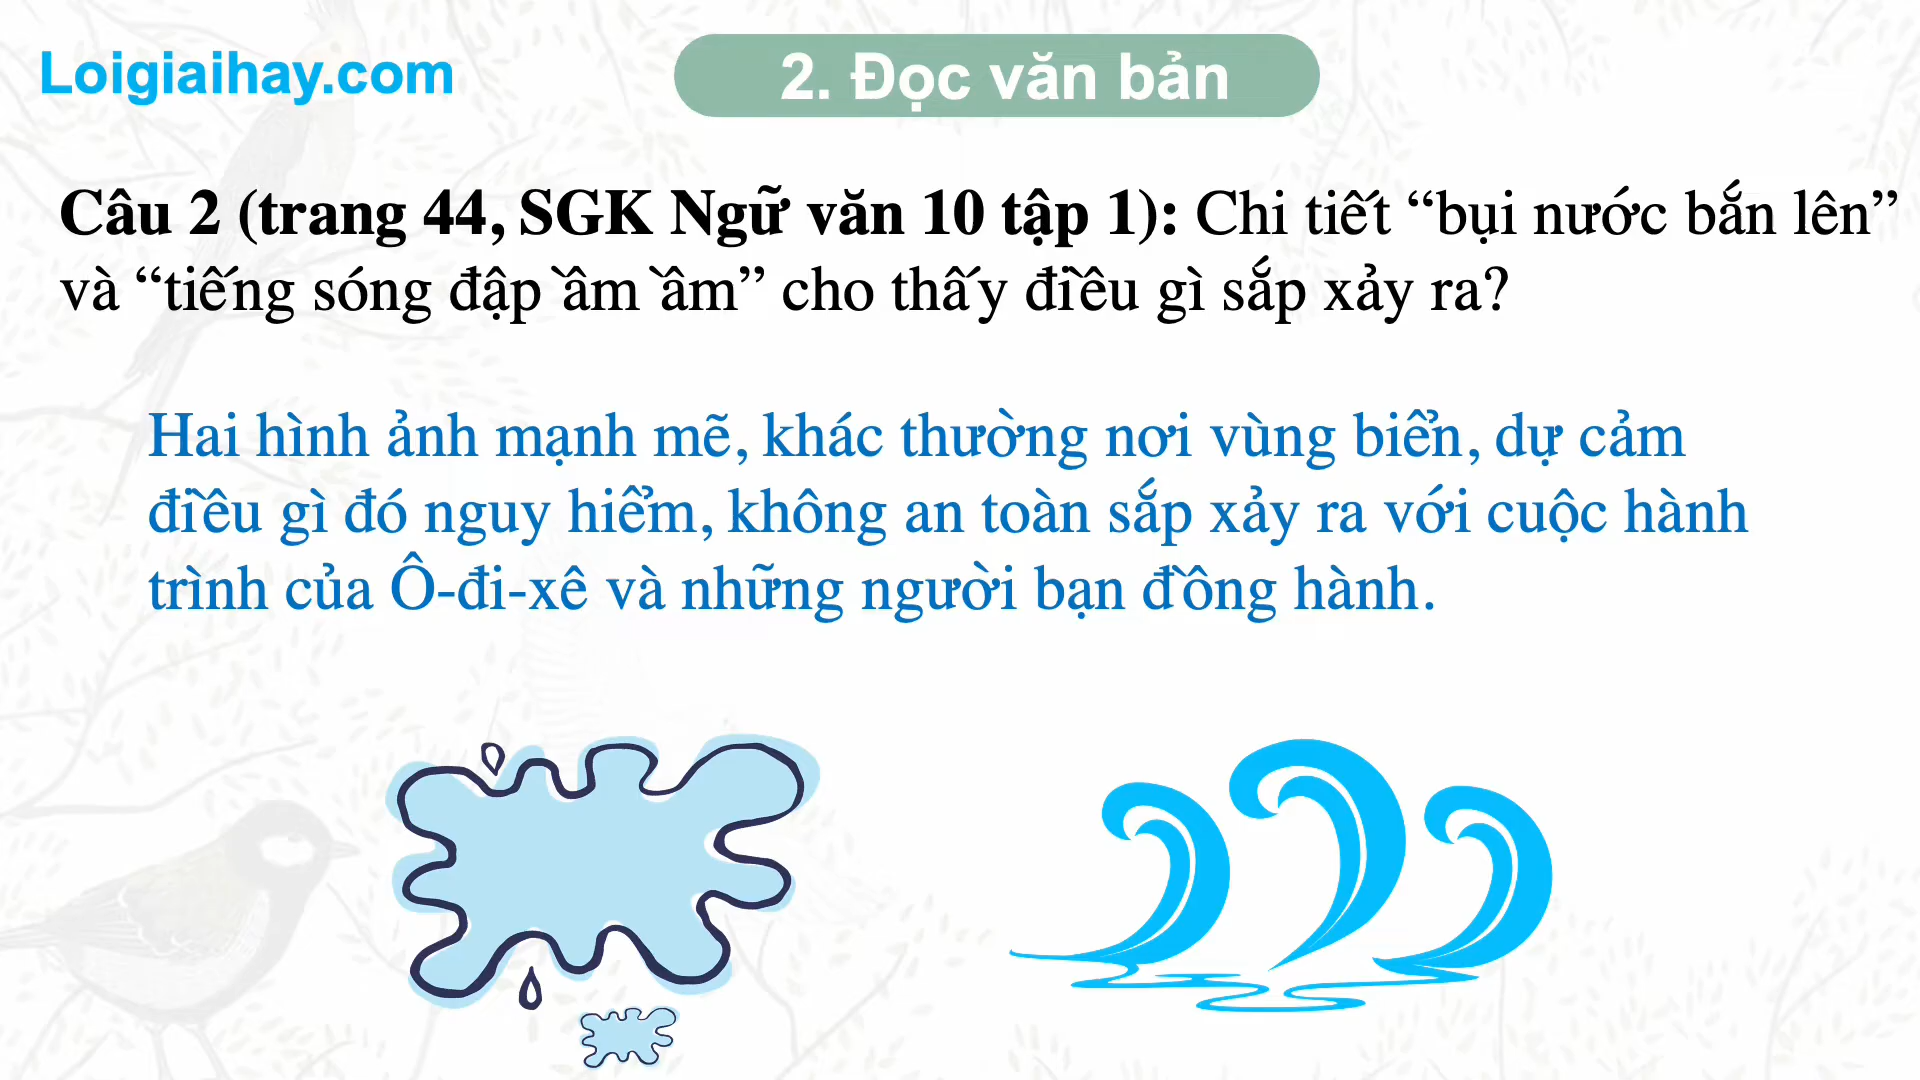 Loigiaihay.com
2. Đọc văn bản
Câu 2 (trang 44, SGK Ngữ văn 10 tập 1): Chi tiết “bụi nước bắn lên”
và “tiếng sóng đập ầm ầm” cho thấy điều gì sắp xảy ra?
Hai hình ảnh mạnh mẽ, khác thường nơi vùng biển, dự cảm
điều gì đó nguy hiểm, không an toàn sắp xảy ra với cuộc hành
trình của Ô-đi-xê và những người bạn đồng hành.